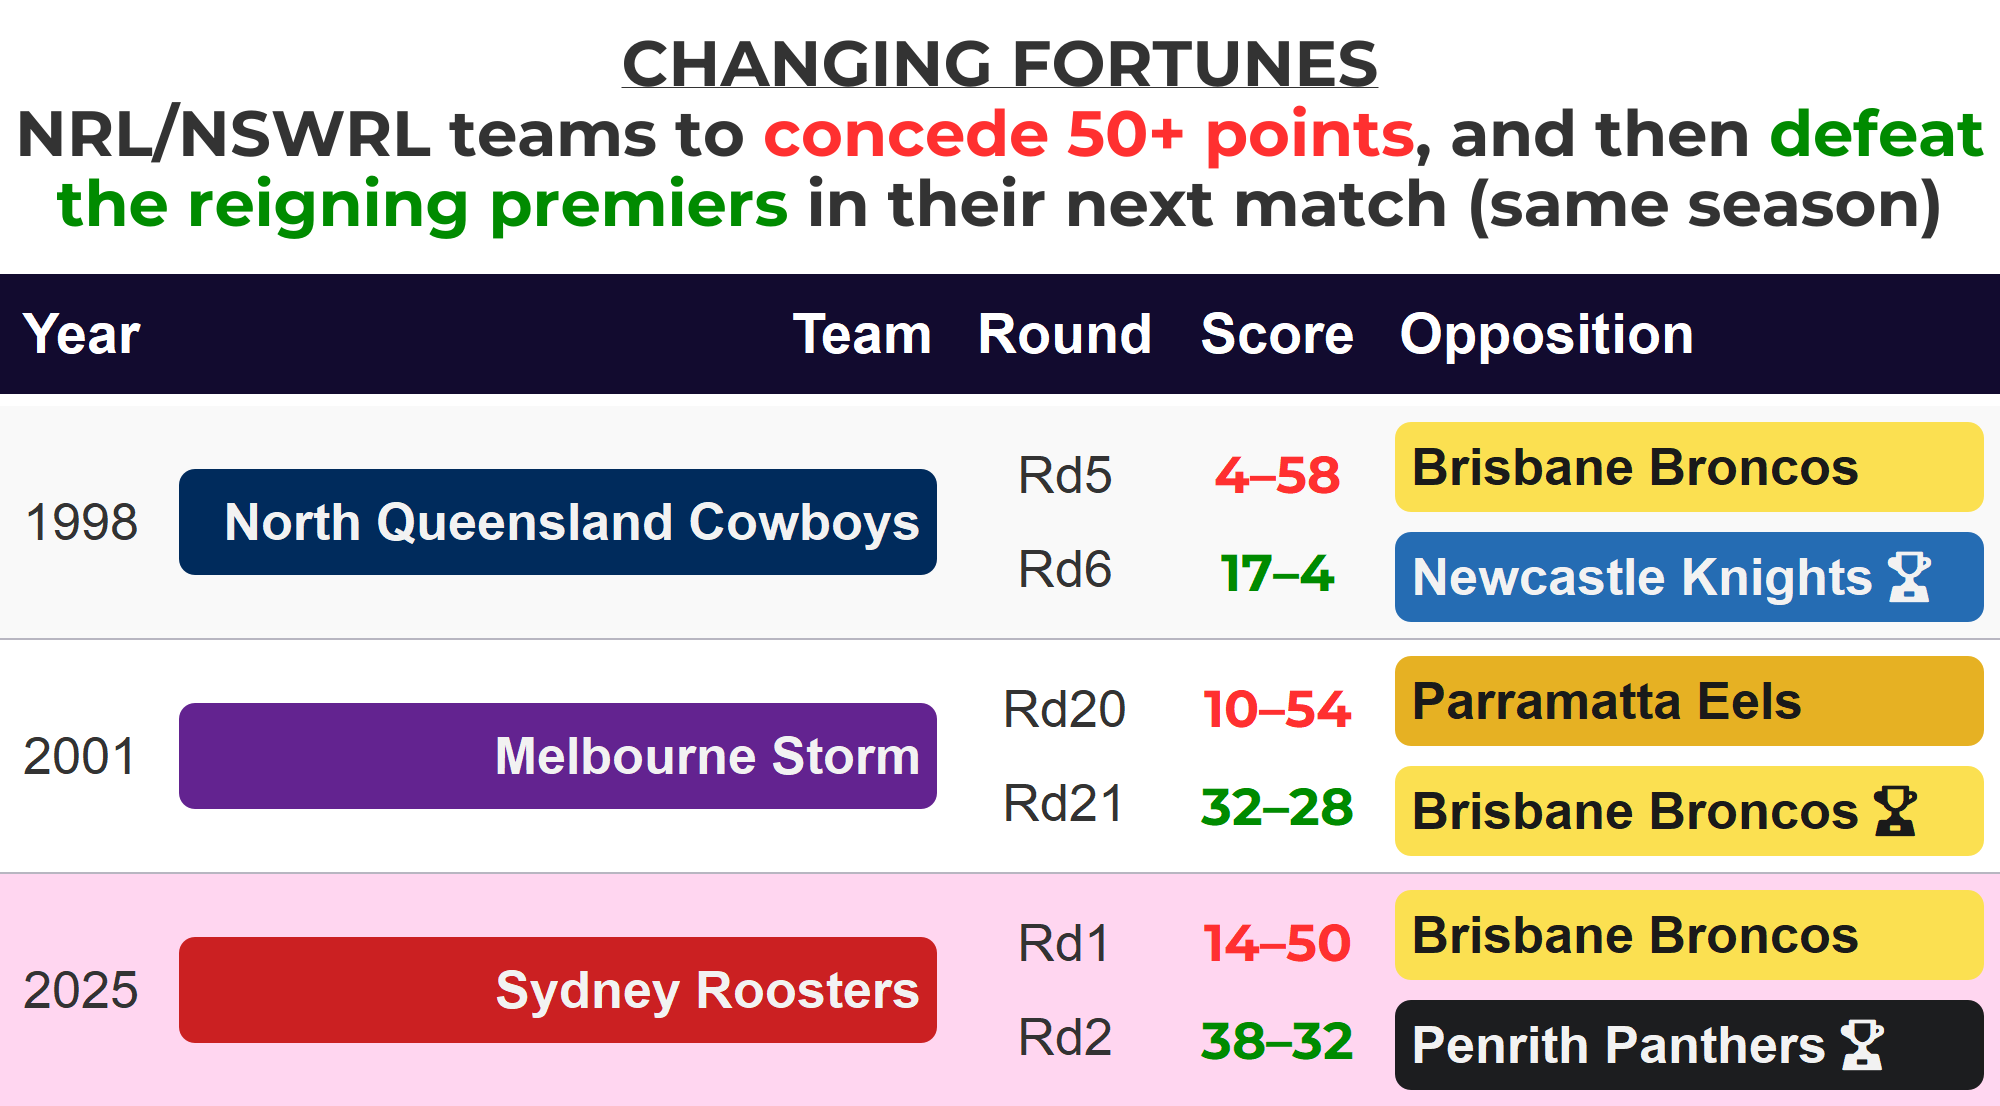 CHANGING FORTUNES
NRL/NSWRL teams to concede 50+ points, and then defeat
the reigning premiers in their next match (same season)
Year Team Round Score Opposition
1998 North Queensland Cowboys
Rd5 4–58 Brisbane Broncos
Rd6 17–4 Newcastle Knights
2001 Melbourne Storm
Rd20 10–54 Parramatta Eels
Rd21 32–28 Brisbane Broncos
2025 Sydney Roosters
Rd1 14–50 Brisbane Broncos
Rd2 38–32 Penrith Panthers